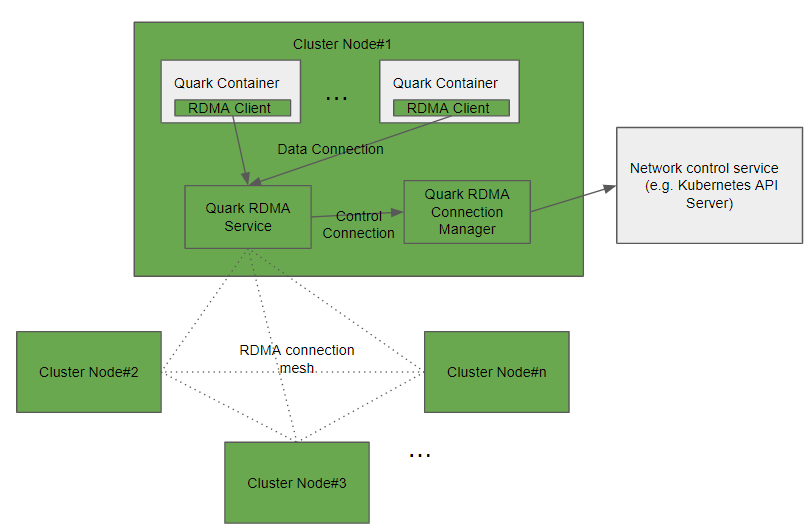 Cluster Node#1
Quark Container
RDMA Client
...
Quark Container
RDMA Client
Data Connection
Quark RDMA
Service
Control
Connection
Quark RDMA
Connection
Manager
Network control service
(e.g. Kubernetes API
Server)
RDMA connection
mesh
Cluster Node#2
Cluster Node#n
Cluster Node#3
...